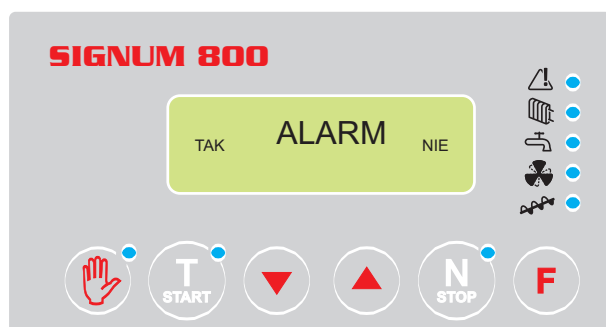 SIGNUM 800
TAK ALARM NIE
T START
N STOP
F